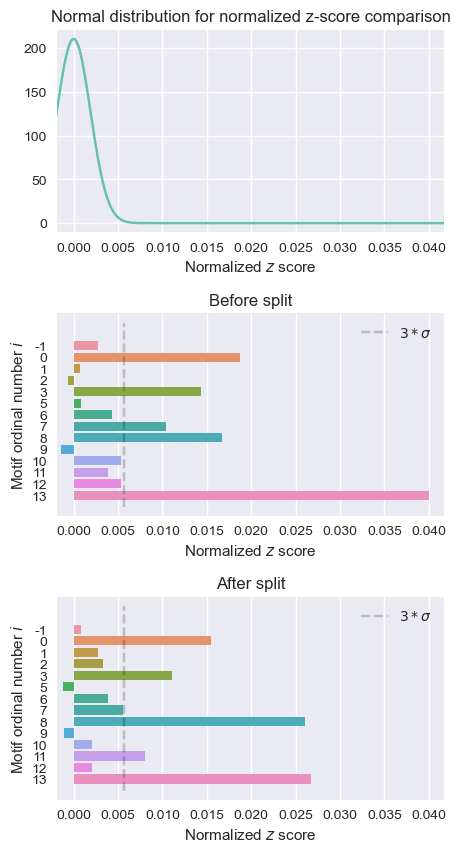 Normal distribution for normalized z-score comparison
200
150
100
50
0
0.000 0.005 0.010 0.015 0.020 0.025 0.030 0.035 0.040
Normalized z score
Before split
Motif ordinal number i
-1
0
1
2
3
5
6
7
8
9
10
11
12
13
3 * σ
0.000 0.005 0.010 0.015 0.020 0.025 0.030 0.035 0.040
Normalized z score
After split
Motif ordinal number i
-1
0
1
2
3
5
6
7
8
9
10
11
12
13
3 * σ
0.000 0.005 0.010 0.015 0.020 0.025 0.030 0.035 0.040
Normalized z score